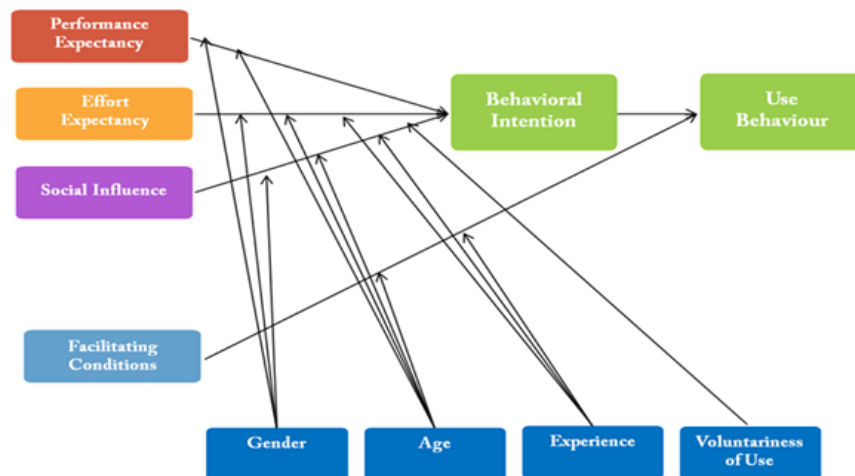 Performance
Expectancy
Effort
Expectancy
Behavioral
Intention
Use
Behaviour
Social Influence
Facilitating
Conditions
Gender
Age
Experience
Voluntariness
of Use